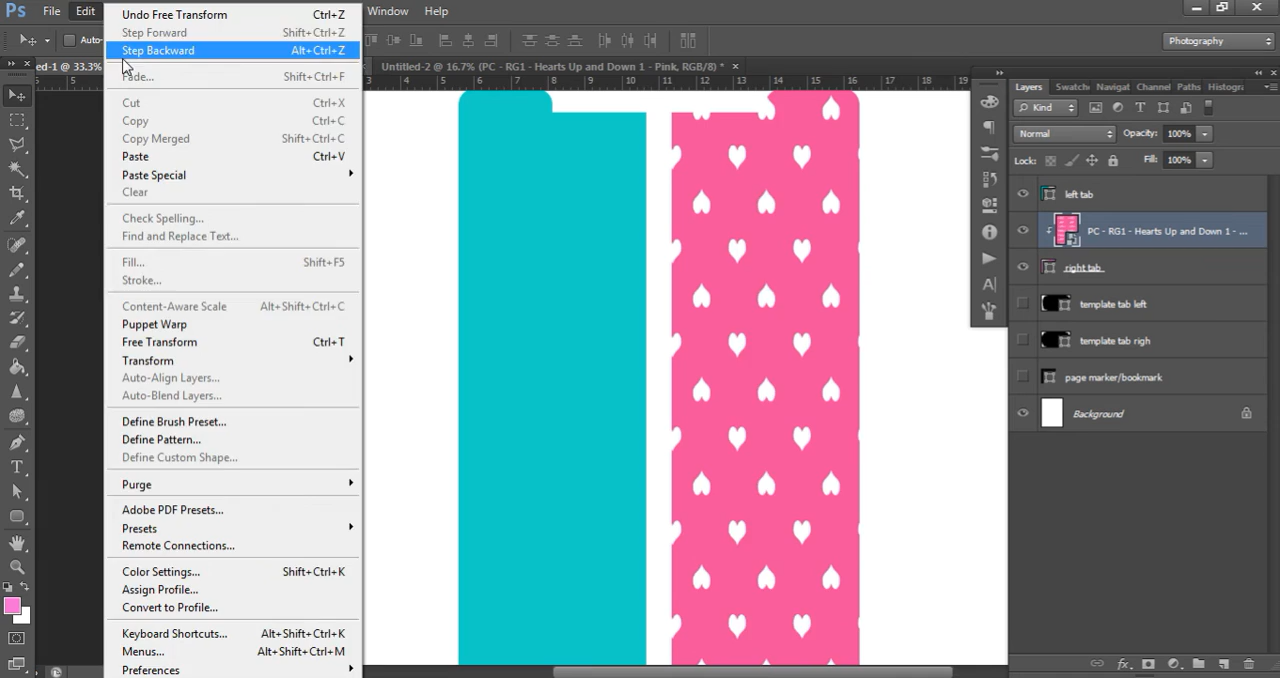 Ps File Edit Window Help
Auto- Photography
ed-1 @ 33.3% Untitled-2 @ 16.7% (PC - RG1 - Hearts Up and Down 1 - Pink, RGB/8) * ×
5 5 3 4 5 6 7 8 9 10 11 12 13 14 15 16 17 18 19
Undo Free Transform Ctrl+Z
Step Forward Shift+Ctrl+Z
Step Backward Alt+Ctrl+Z
Fade... Shift+Ctrl+F
Cut Ctrl+X
Copy Ctrl+C
Copy Merged Shift+Ctrl+C
Paste Ctrl+V
Paste Special
Clear
Check Spelling...
Find and Replace Text...
Fill... Shift+F5
Stroke...
Content-Aware Scale Alt+Shift+Ctrl+C
Puppet Warp
Free Transform Ctrl+T
Transform
Auto-Align Layers...
Auto-Blend Layers...
Define Brush Preset...
Define Pattern...
Define Custom Shape...
Purge
Adobe PDF Presets...
Presets
Remote Connections...
Color Settings... Shift+Ctrl+K
Assign Profile...
Convert to Profile...
Keyboard Shortcuts... Alt+Shift+Ctrl+K
Menus... Alt+Shift+Ctrl+M
Preferences
Layers Swatch Navigat Channel Paths Histogra
Kind
Normal Opacity: 100%
Lock: Fill: 100%
left tab
PC - RG1 - Hearts Up and Down 1 - ...
right tab
template tab left
template tab righ
page marker/bookmark
Background